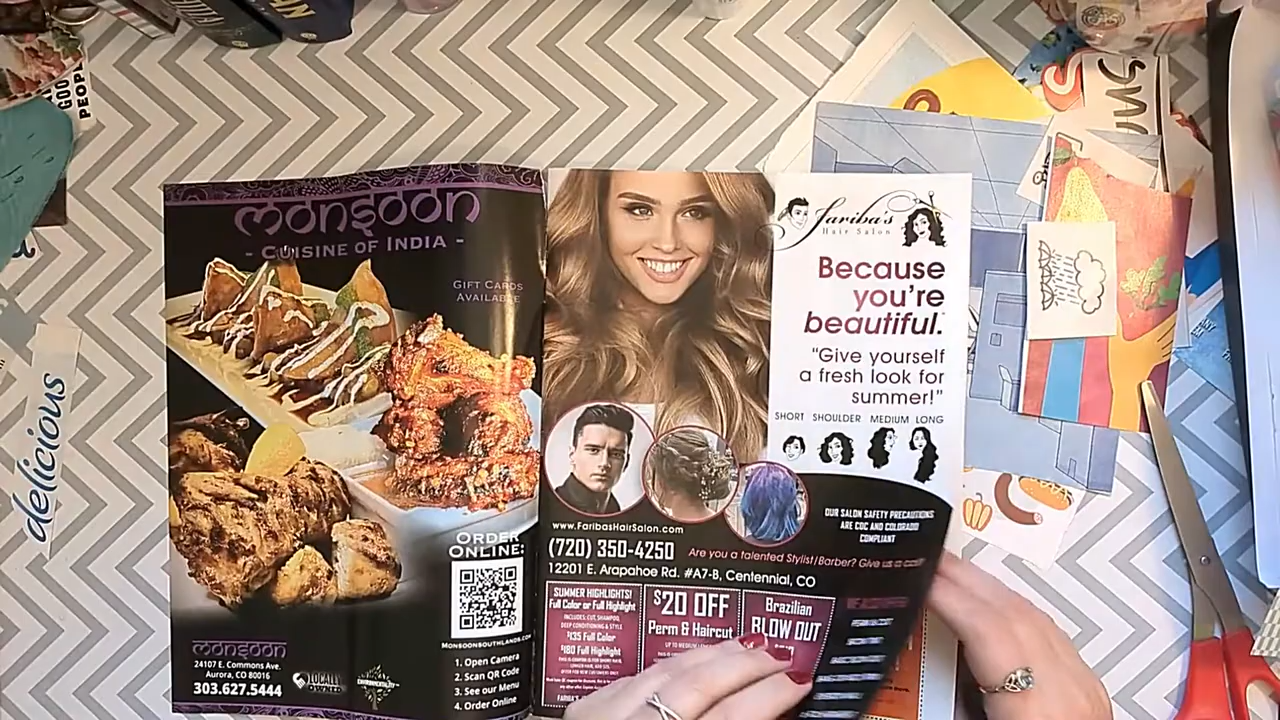 GOO
PEOPL
delicious
monsoon
- CUISINE OF INDIA -
GIFT CARDS
AVAILABLE
ORDER
ONLINE:
MONSOONSOUTHLANDS.COM
1. Open Camera
2. Scan QR Code
3. See our Menu
4. Order Online
monsoon
24107 E. Commons Ave.
Aurora, CO 80016
303.627.5444
LOCALLY
OWNED
Fariba's
Hair Salon
Because
you're
beautiful.
"Give yourself
a fresh look for
summer!"
SHORT SHOULDER MEDIUM LONG
OUR SALON SAFETY PRECAUTIONS
ARE CDC AND COLORADO
COMPLIANT
www.FaribasHairSalon.com
(720) 350-4250
Are you a talented Stylist/Barber? Give us a call!
12201 E. Arapahoe Rd. #A7-B, Centennial, CO
SUMMER HIGHLIGHTS!
Full Color or Full Highlight
INCLUDES: CUT, SHAMPOO,
DEEP CONDITIONING & STYLE
$135 Full Color
$180 Full Highlight
$20 OFF
Perm & Haircut
Brazilian
BLOW OUT